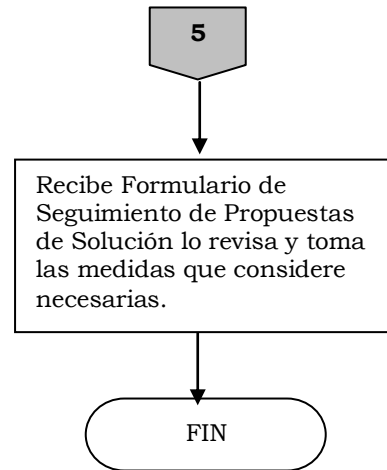 5
Recibe Formulario de
Seguimiento de Propuestas
de Solución lo revisa y toma
las medidas que considere
necesarias.
FIN